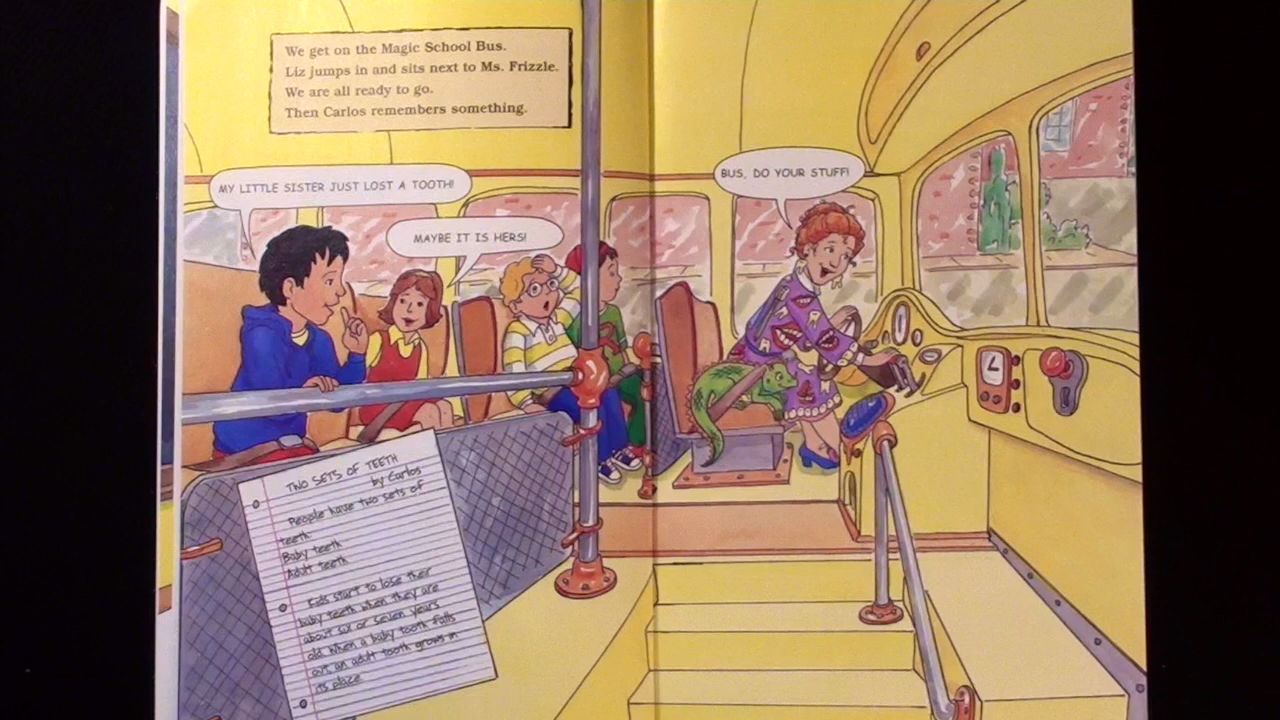 We get on the Magic School Bus.
Liz jumps in and sits next to Ms. Frizzle.
We are all ready to go.
Then Carlos remembers something.
MY LITTLE SISTER JUST LOST A TOOTH!
MAYBE IT IS HERS!
BUS, DO YOUR STUFF!
TWO SETS OF TEETH
by Carlos
People have two sets of
teeth:
Baby teeth
Adult teeth
Kids start to lose their
baby teeth when they are
about six or seven years
old. When a baby tooth falls
out, an adult tooth grows in
its place.